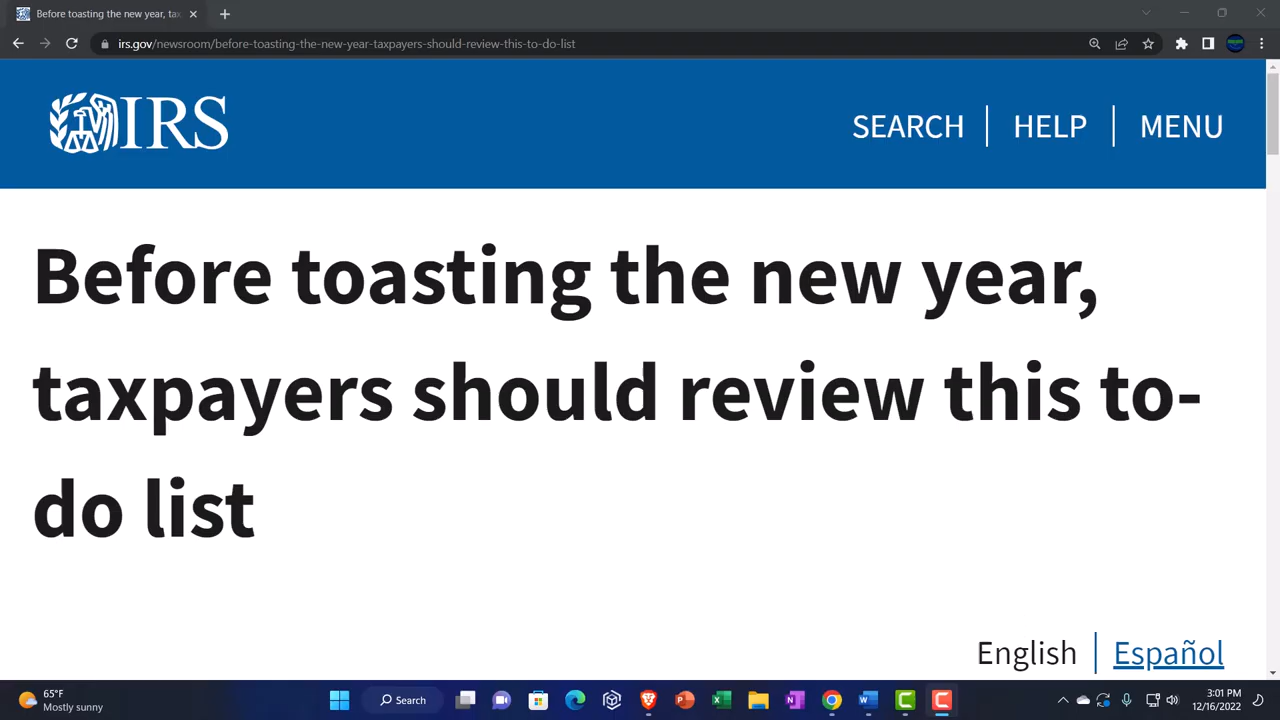 Before toasting the new year, tax
irs.gov/newsroom/before-toasting-the-new-year-taxpayers-should-review-this-to-do-list
IRS
SEARCH
HELP
MENU
Before toasting the new year,
taxpayers should review this to-
do list
English
Español
65°F
Mostly sunny
Search
3:01 PM
12/16/2022